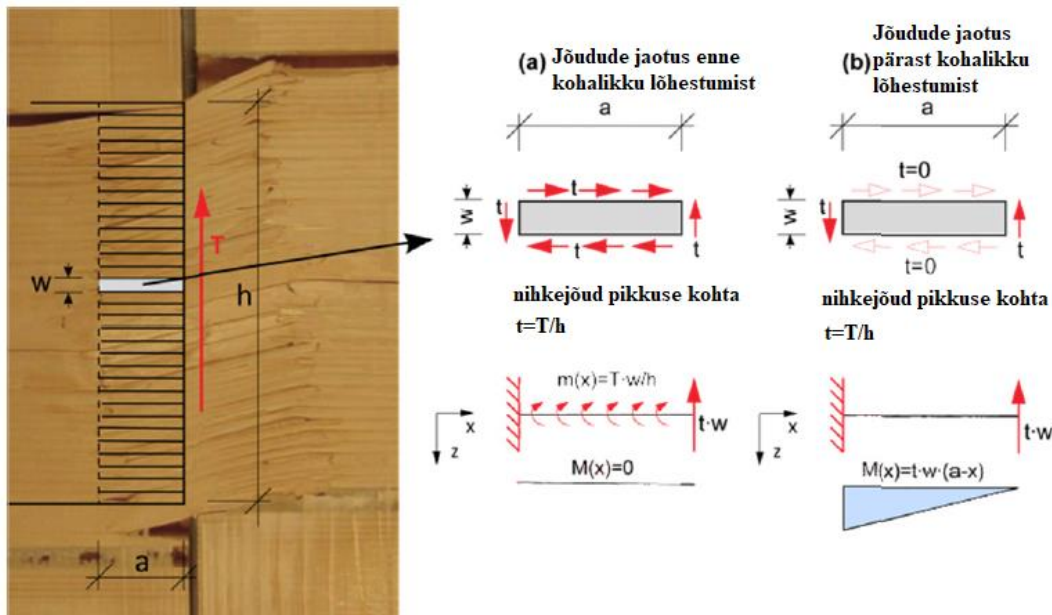 w
T
h
a
(a) Jõudude jaotus enne
kohalikku lõhestumist
a
t
w
t
t
t
nihkejõud pikkuse kohta
t=T/h
m(x)=T·w/h
x
z
t·w
M(x)=0
(b) Jõudude jaotus
pärast kohalikku
lõhestumist
a
t=0
t
w
t
t=0
nihkejõud pikkuse kohta
t=T/h
x
z
t·w
M(x)=t·w·(a-x)